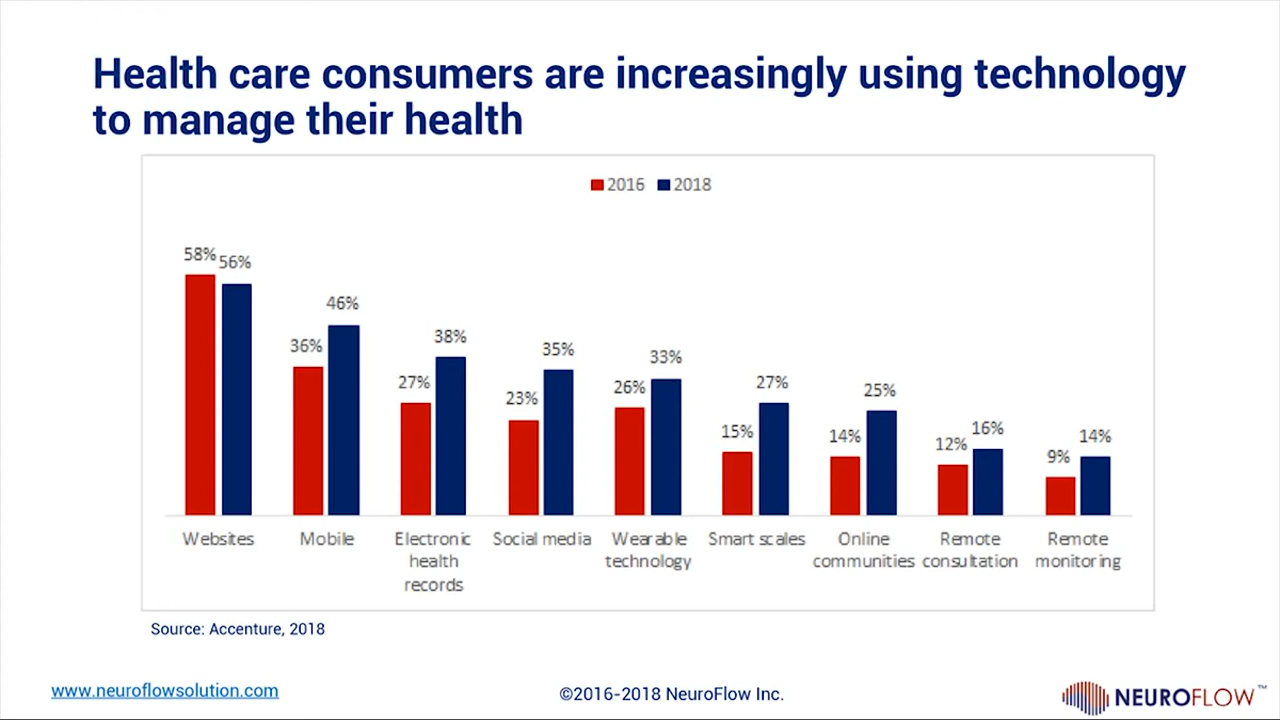 Health care consumers are increasingly using technology
to manage their health
2016 2018
58% 56%
36% 46%
27% 38%
23% 35%
26% 33%
15% 27%
14% 25%
12% 16%
9% 14%
Websites
Mobile
Electronic
health
records
Social media
Wearable
technology
Smart scales
Online
communities
Remote
consultation
Remote
monitoring
Source: Accenture, 2018
www.neuroflowsolution.com
©2016-2018 NeuroFlow Inc.
NEUROFLOW™